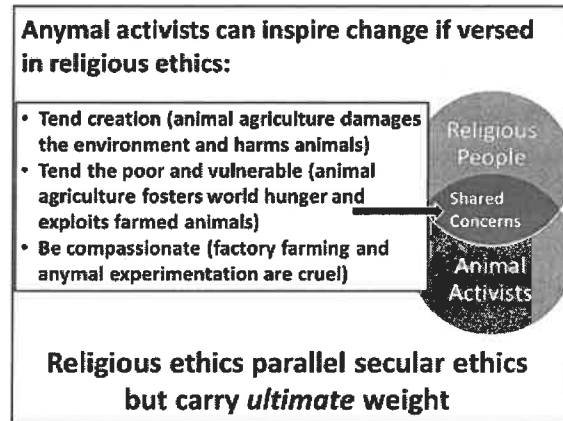 Anymal activists can inspire change if versed
in religious ethics:
• Tend creation (animal agriculture damages
the environment and harms animals)
• Tend the poor and vulnerable (animal
agriculture fosters world hunger and
exploits farmed animals)
• Be compassionate (factory farming and
anymal experimentation are cruel)
Religious
People
Shared
Concerns
Animal
Activists
Religious ethics parallel secular ethics
but carry ultimate weight